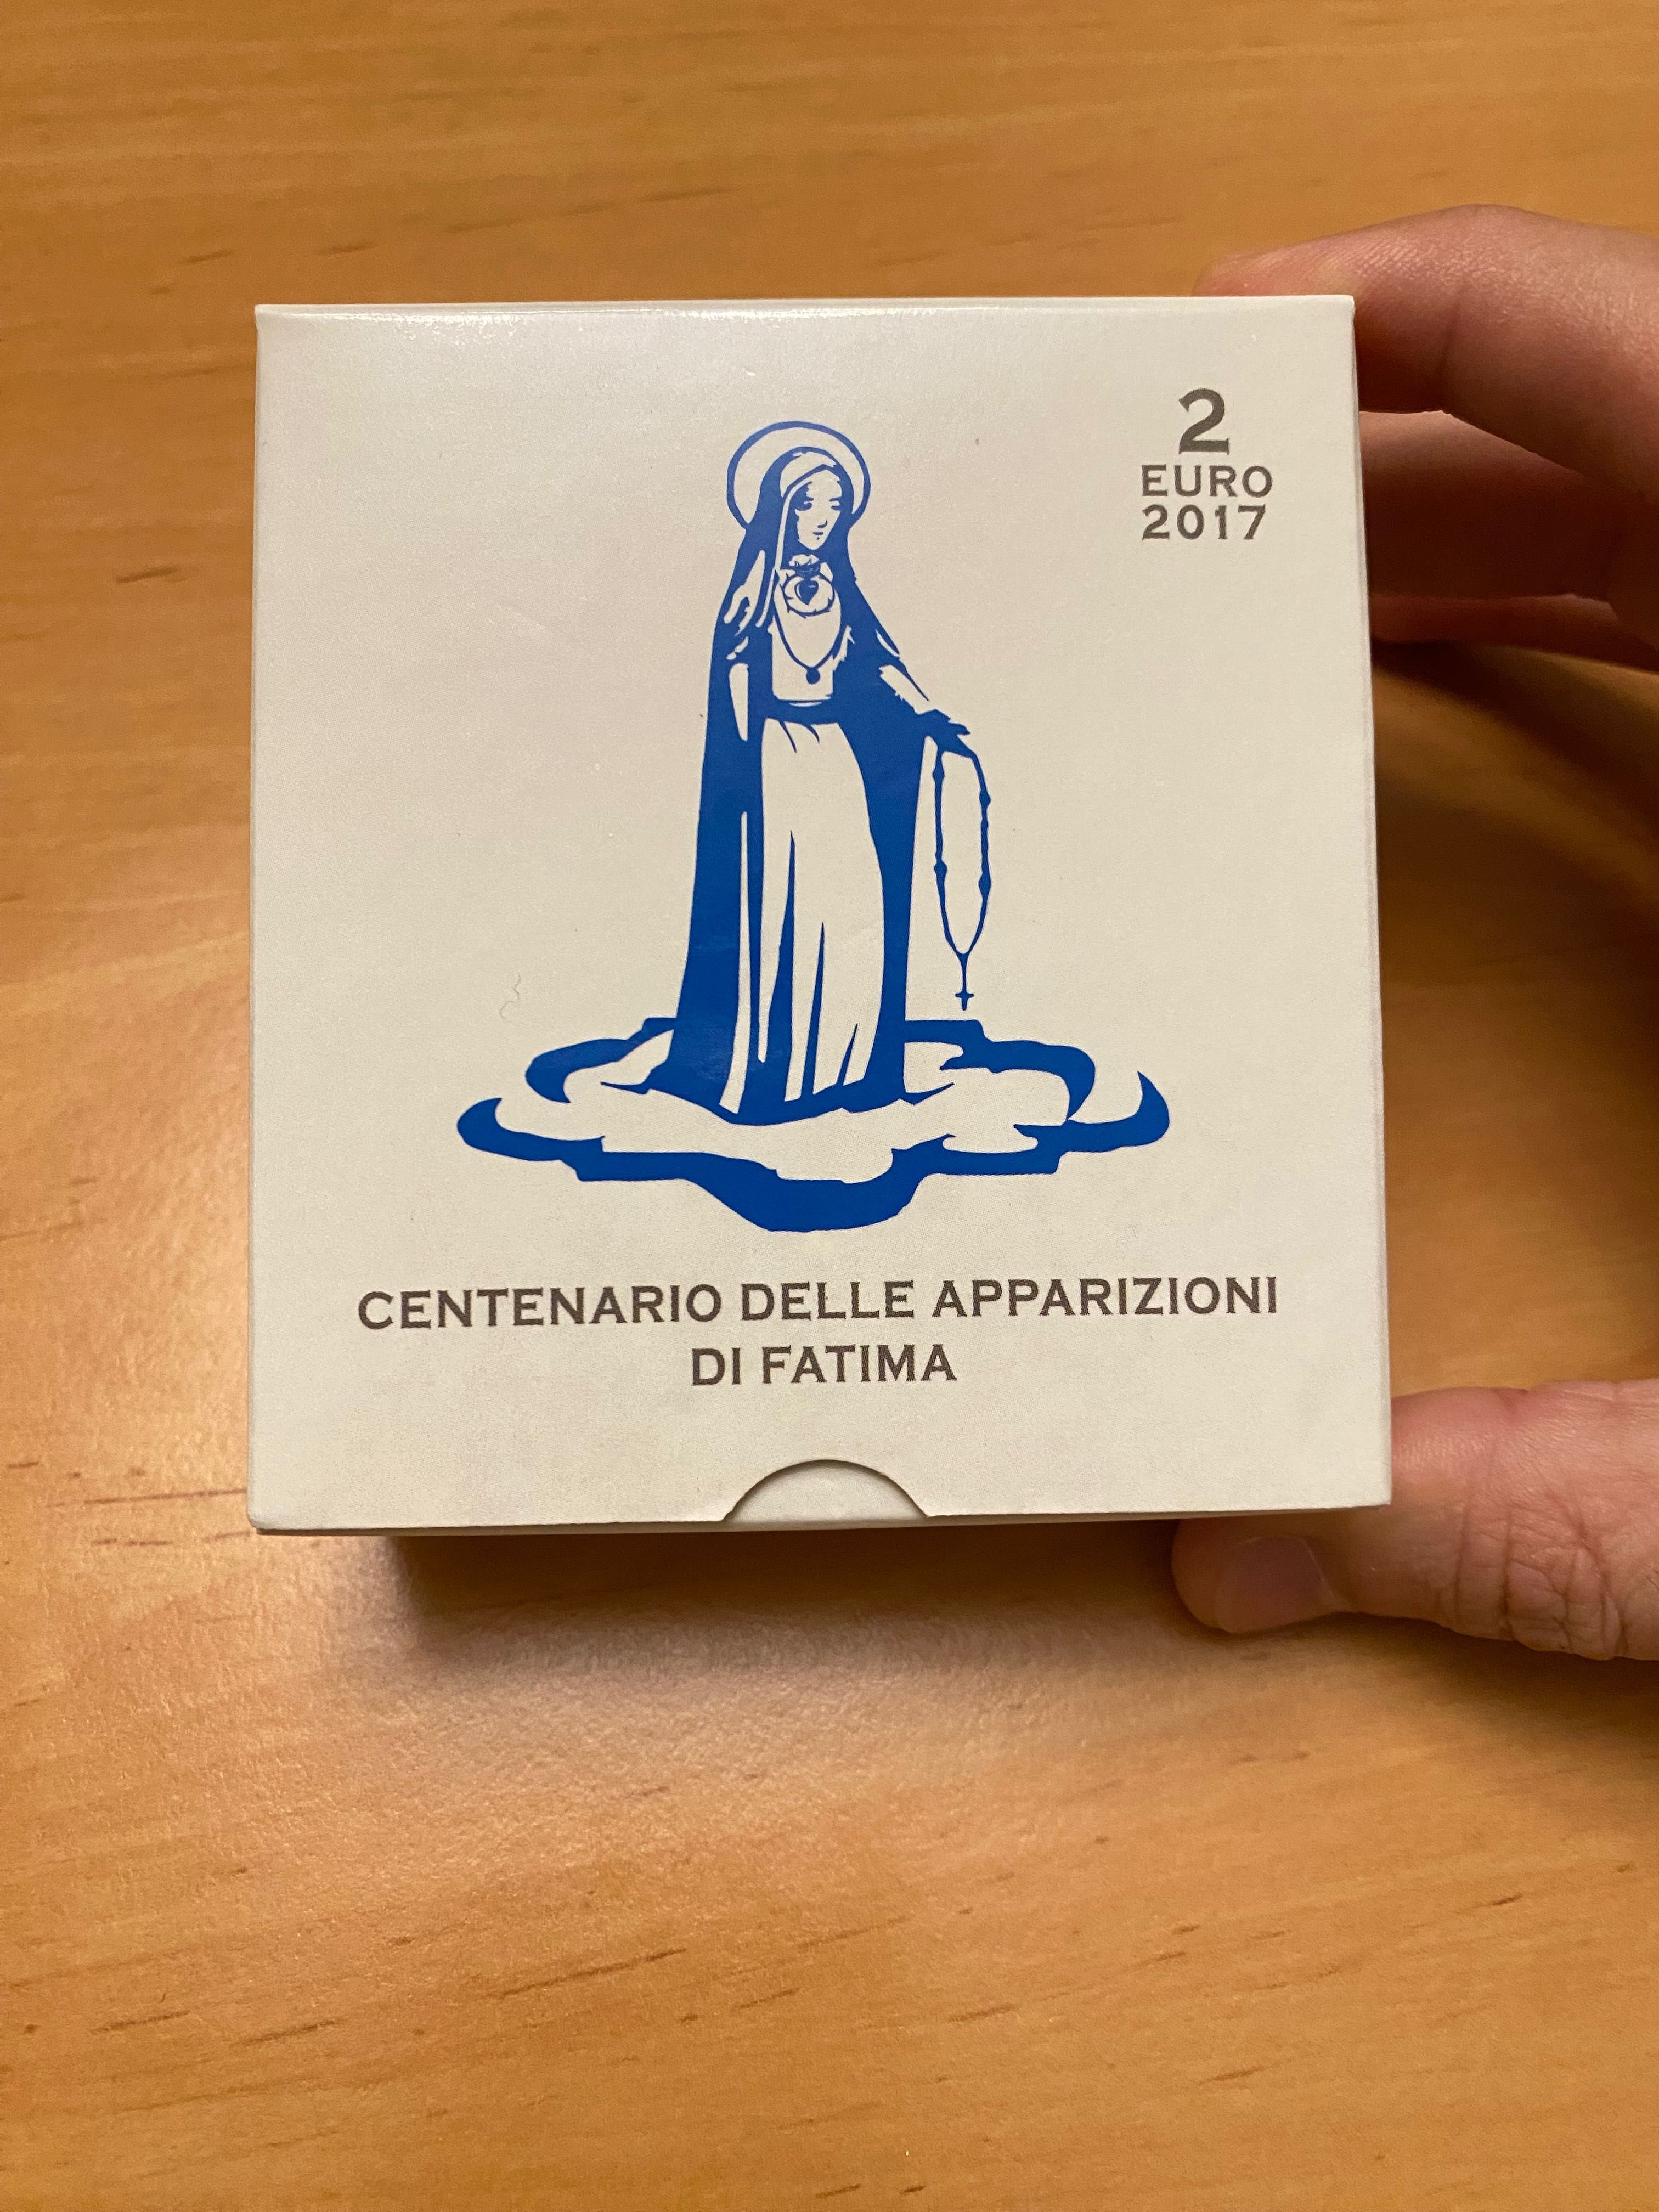 2
EURO
2017
CENTENARIO DELLE APPARIZIONI
DI FATIMA